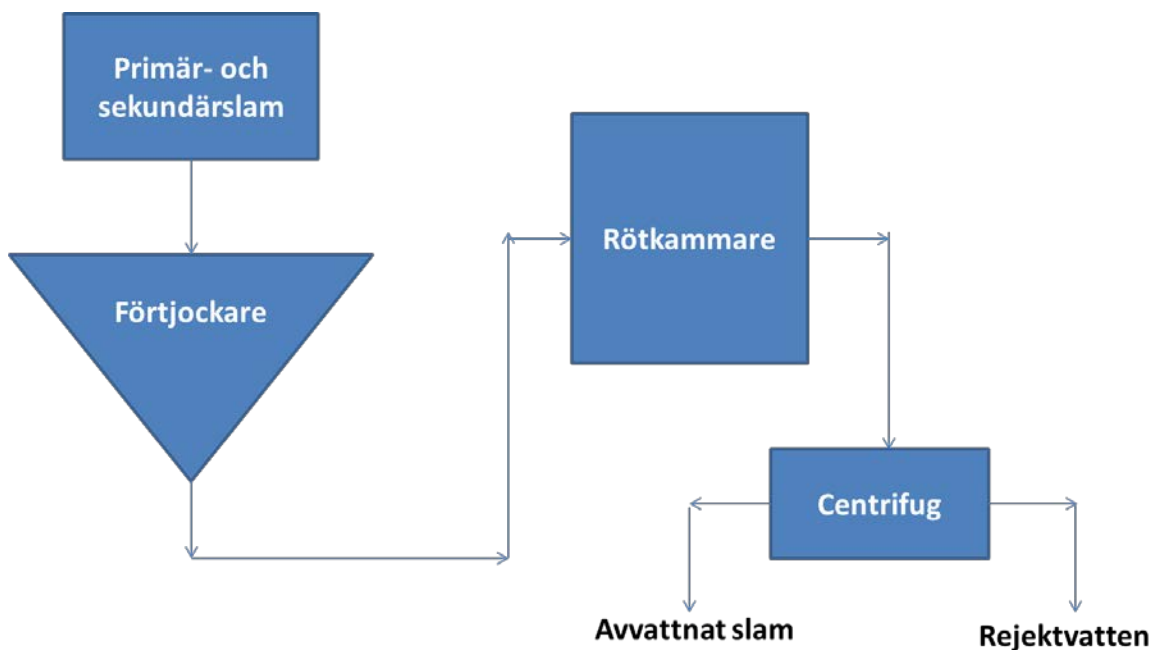 Primär- och
sekundärslam
Förtjockare
Rötkammare
Centrifug
Avvattnat slam
Rejektvatten